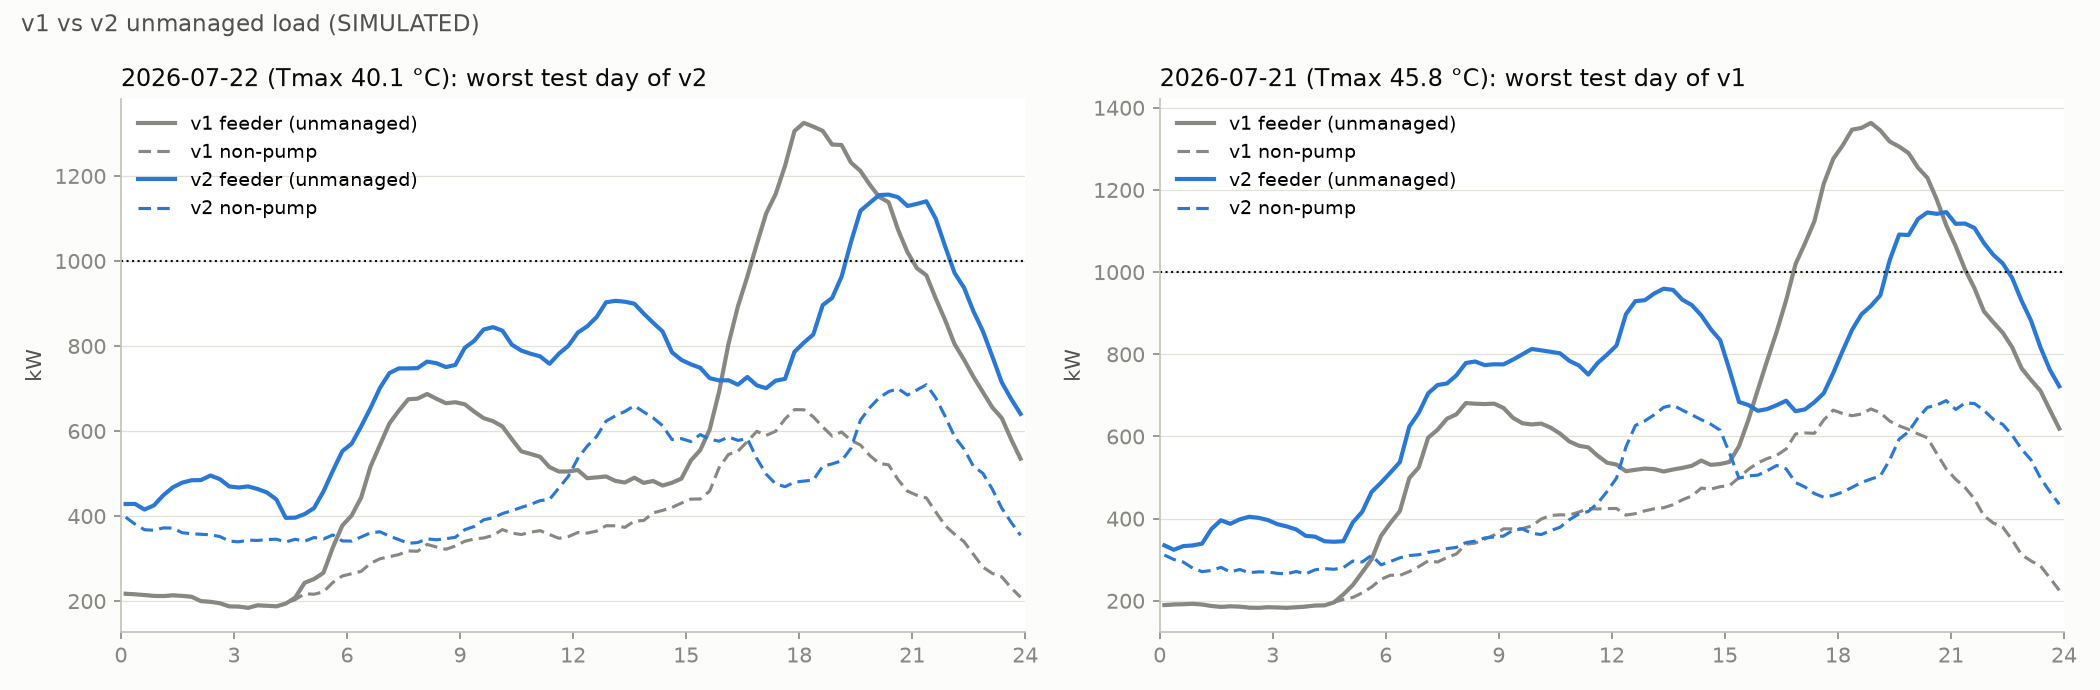 v1 vs v2 unmanaged load (SIMULATED)
2026-07-22 (Tmax 40.1 °C): worst test day of v2
v1 feeder (unmanaged)
v1 non-pump
v2 feeder (unmanaged)
v2 non-pump
kW
1200
1000
800
600
400
200
0 3 6 9 12 15 18 21 24
2026-07-21 (Tmax 45.8 °C): worst test day of v1
v1 feeder (unmanaged)
v1 non-pump
v2 feeder (unmanaged)
v2 non-pump
kW
1400
1200
1000
800
600
400
200
0 3 6 9 12 15 18 21 24